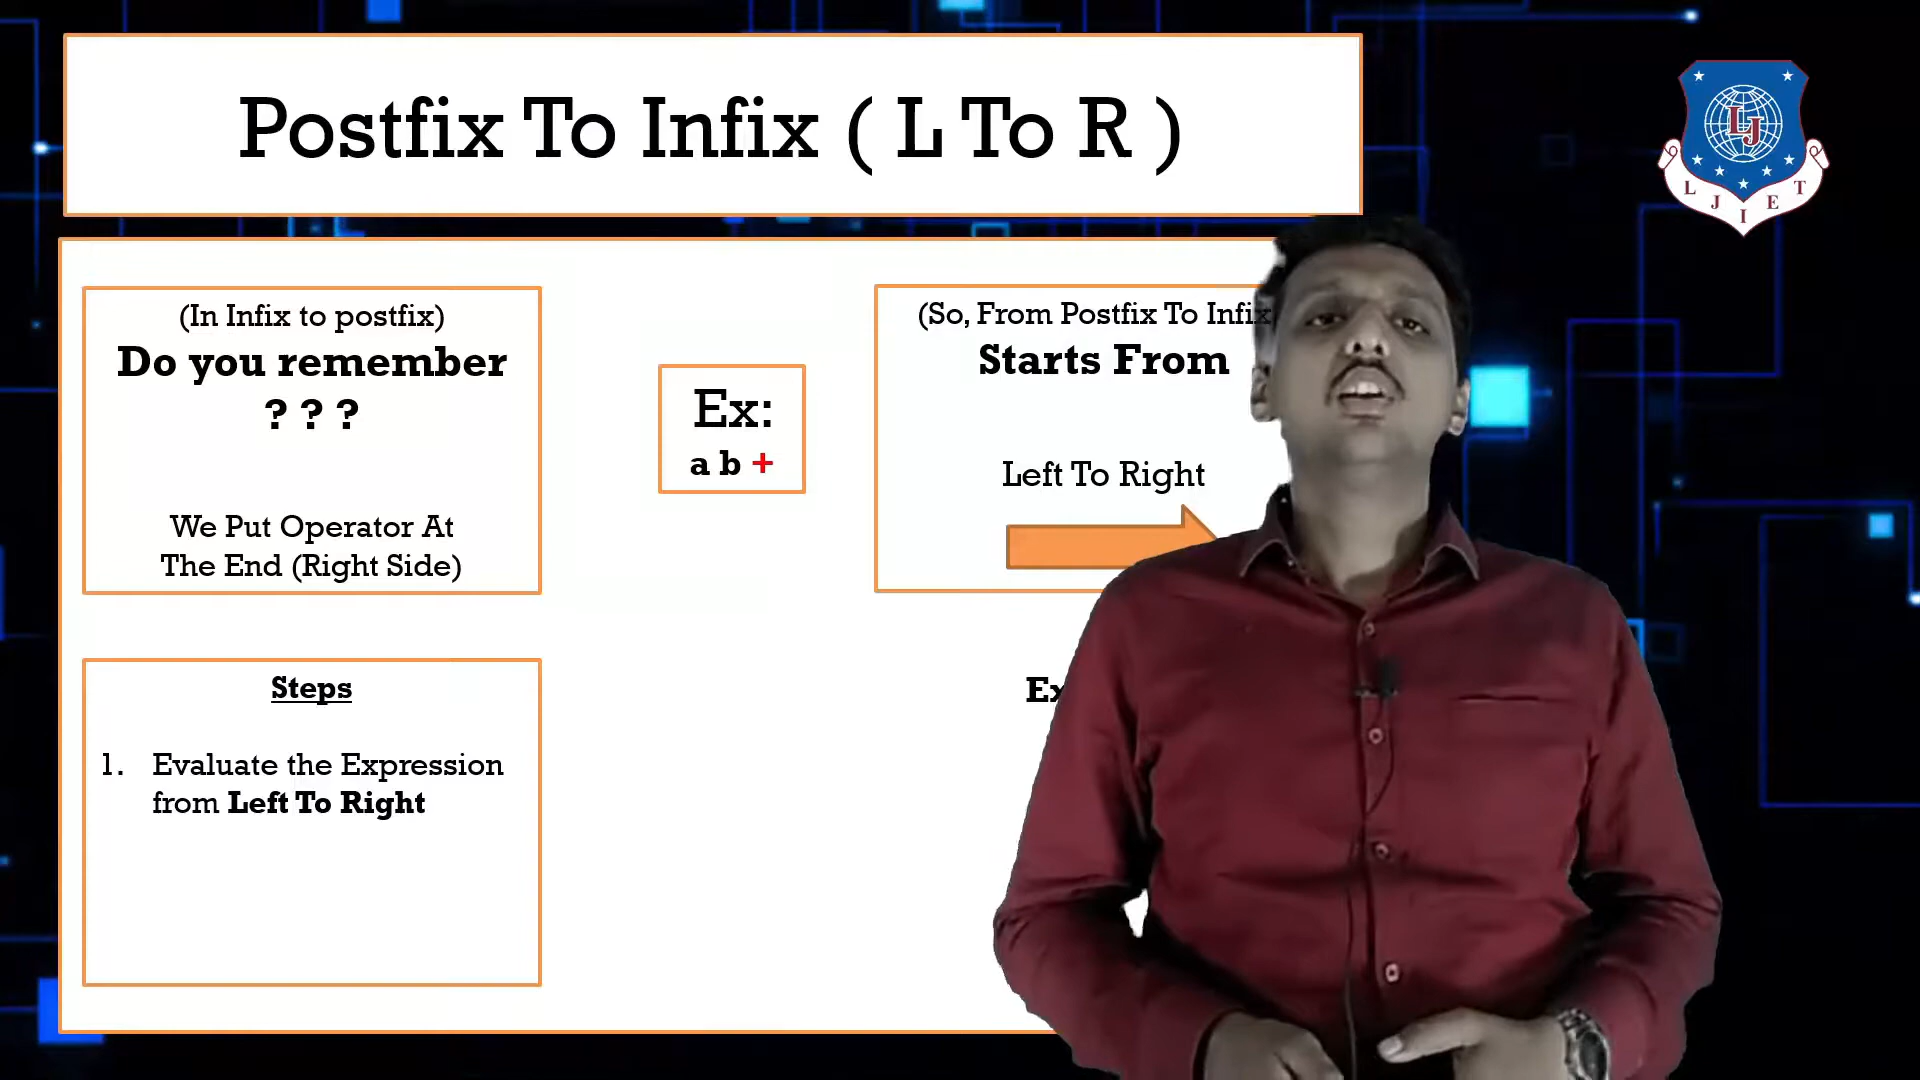 Postfix To Infix ( L To R )
L J I E T
LJ
(In Infix to postfix)
Do you remember
? ? ?
We Put Operator At
The End (Right Side)
Ex:
a b +
(So, From Postfix To Infix
Starts From
Left To Right
Steps
1. Evaluate the Expression
from Left To Right